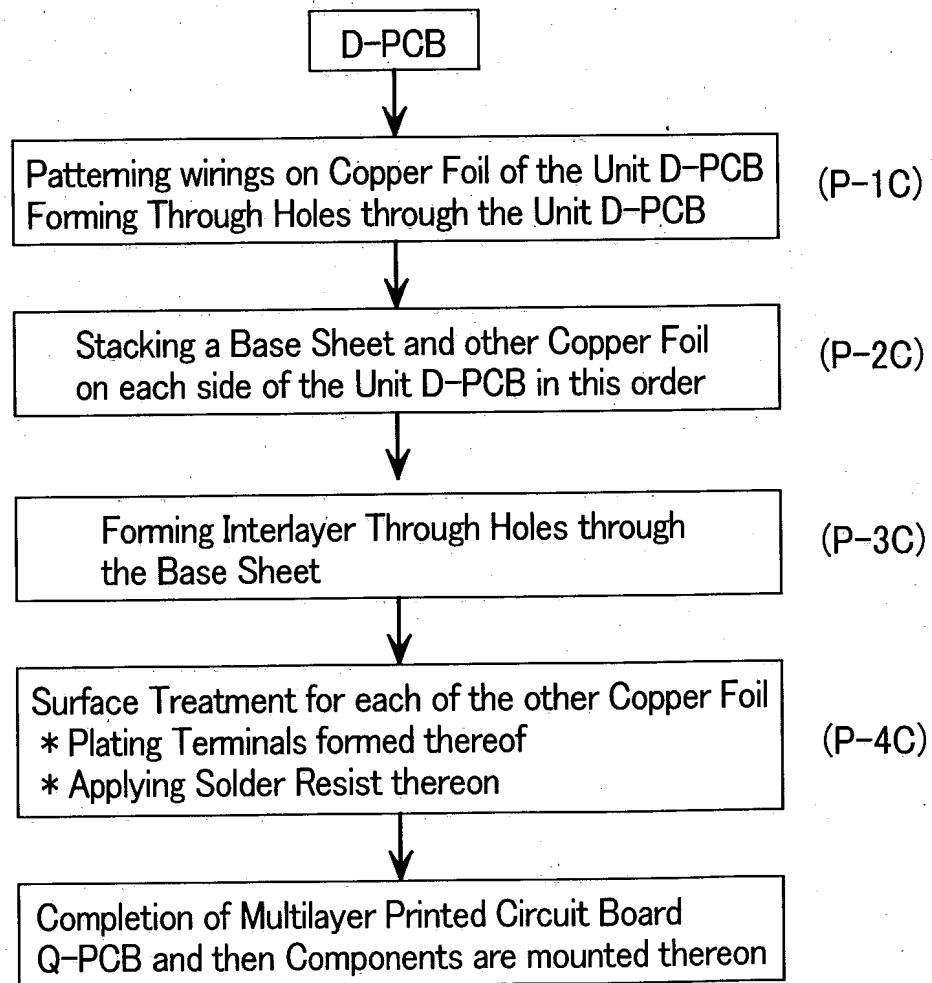 D-PCB
Patterning wirings on Copper Foil of the Unit D-PCB
Forming Through Holes through the Unit D-PCB
(P-1C)
Stacking a Base Sheet and other Copper Foil
on each side of the Unit D-PCB in this order
(P-2C)
Forming Interlayer Through Holes through
the Base Sheet
(P-3C)
Surface Treatment for each of the other Copper Foil
* Plating Terminals formed thereof
* Applying Solder Resist thereon
(P-4C)
Completion of Multilayer Printed Circuit Board
Q-PCB and then Components are mounted thereon